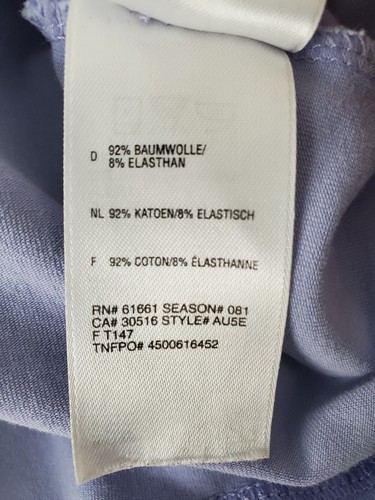 D 92% BAUMWOLLE/
8% ELASTHAN
NL 92% KATOEN/8% ELASTISCH
F 92% COTON/8% ÉLASTHANNE
RN# 61661 SEASON# 081
CA# 30516 STYLE# AU5E
F T147
TNFPO# 4500616452